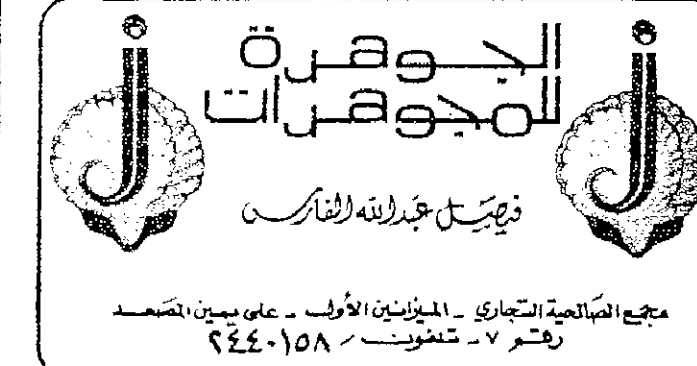 الجوهرة
للمجوهرات
فيصل عبدالله الفارس
مجمع الصالحية التجاري - الميزانين الأول - على يمين المصعد
رقم ٧ - تلفون / ٢٤٤٠١٥٨